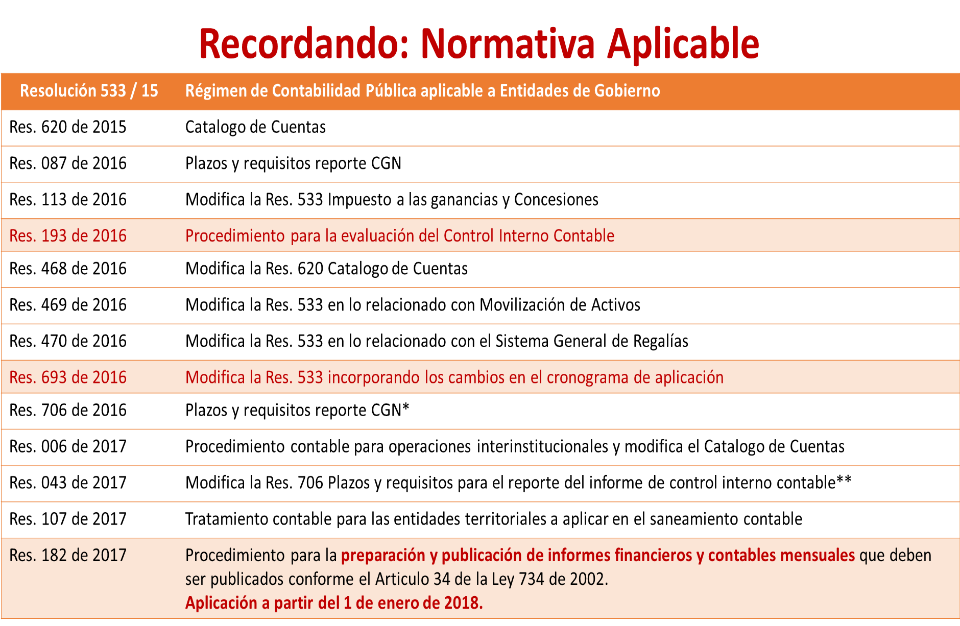 Recordando: Normativa Aplicable
Resolución 533 / 15 Régimen de Contabilidad Pública aplicable a Entidades de Gobierno
Res. 620 de 2015 Catalogo de Cuentas
Res. 087 de 2016 Plazos y requisitos reporte CGN
Res. 113 de 2016 Modifica la Res. 533 Impuesto a las ganancias y Concesiones
Res. 193 de 2016 Procedimiento para la evaluación del Control Interno Contable
Res. 468 de 2016 Modifica la Res. 620 Catalogo de Cuentas
Res. 469 de 2016 Modifica la Res. 533 en lo relacionado con Movilización de Activos
Res. 470 de 2016 Modifica la Res. 533 en lo relacionado con el Sistema General de Regalías
Res. 693 de 2016 Modifica la Res. 533 incorporando los cambios en el cronograma de aplicación
Res. 706 de 2016 Plazos y requisitos reporte CGN*
Res. 006 de 2017 Procedimiento contable para operaciones interinstitucionales y modifica el Catalogo de Cuentas
Res. 043 de 2017 Modifica la Res. 706 Plazos y requisitos para el reporte del informe de control interno contable**
Res. 107 de 2017 Tratamiento contable para las entidades territoriales a aplicar en el saneamiento contable
Res. 182 de 2017 Procedimiento para la preparación y publicación de informes financieros y contables mensuales que deben
ser publicados conforme el Articulo 34 de la Ley 734 de 2002.
Aplicación a partir del 1 de enero de 2018.